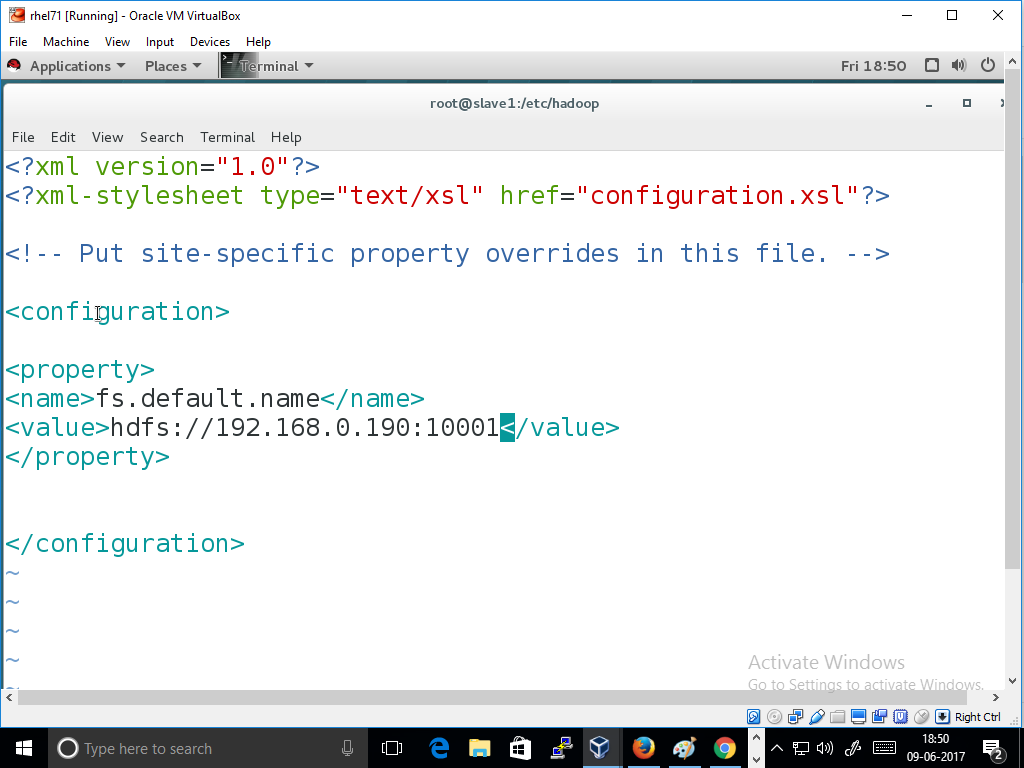 rhel71 [Running] - Oracle VM VirtualBox
File Machine View Input Devices Help
Applications Places Terminal Fri 18:50
root@slave1:/etc/hadoop
File Edit View Search Terminal Help
<?xml version="1.0"?>
<?xml-stylesheet type="text/xsl" href="configuration.xsl"?>
<!-- Put site-specific property overrides in this file. -->
<configuration>
<property>
<name>fs.default.name</name>
<value>hdfs://192.168.0.190:10001</value>
</property>
</configuration>
~
~
~
~
~
Activate Windows
Go to Settings to activate Windows.
Right Ctrl
Type here to search
18:50
09-06-2017
2